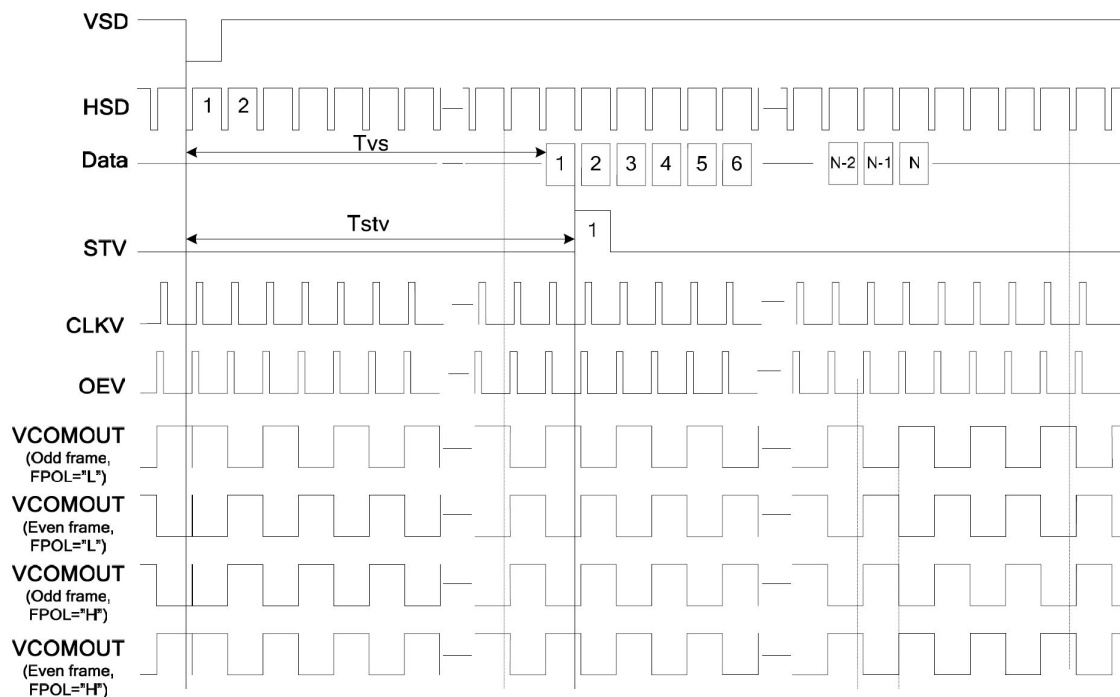 VSD
HSD
1 2
Tvs
Data
1 2 3 4 5 6 N-2 N-1 N
Tstv
STV
1
CLKV
OEV
VCOMOUT
(Odd frame,
FPOL="L")
VCOMOUT
(Even frame,
FPOL="L")
VCOMOUT
(Odd frame,
FPOL="H")
VCOMOUT
(Even frame,
FPOL="H")